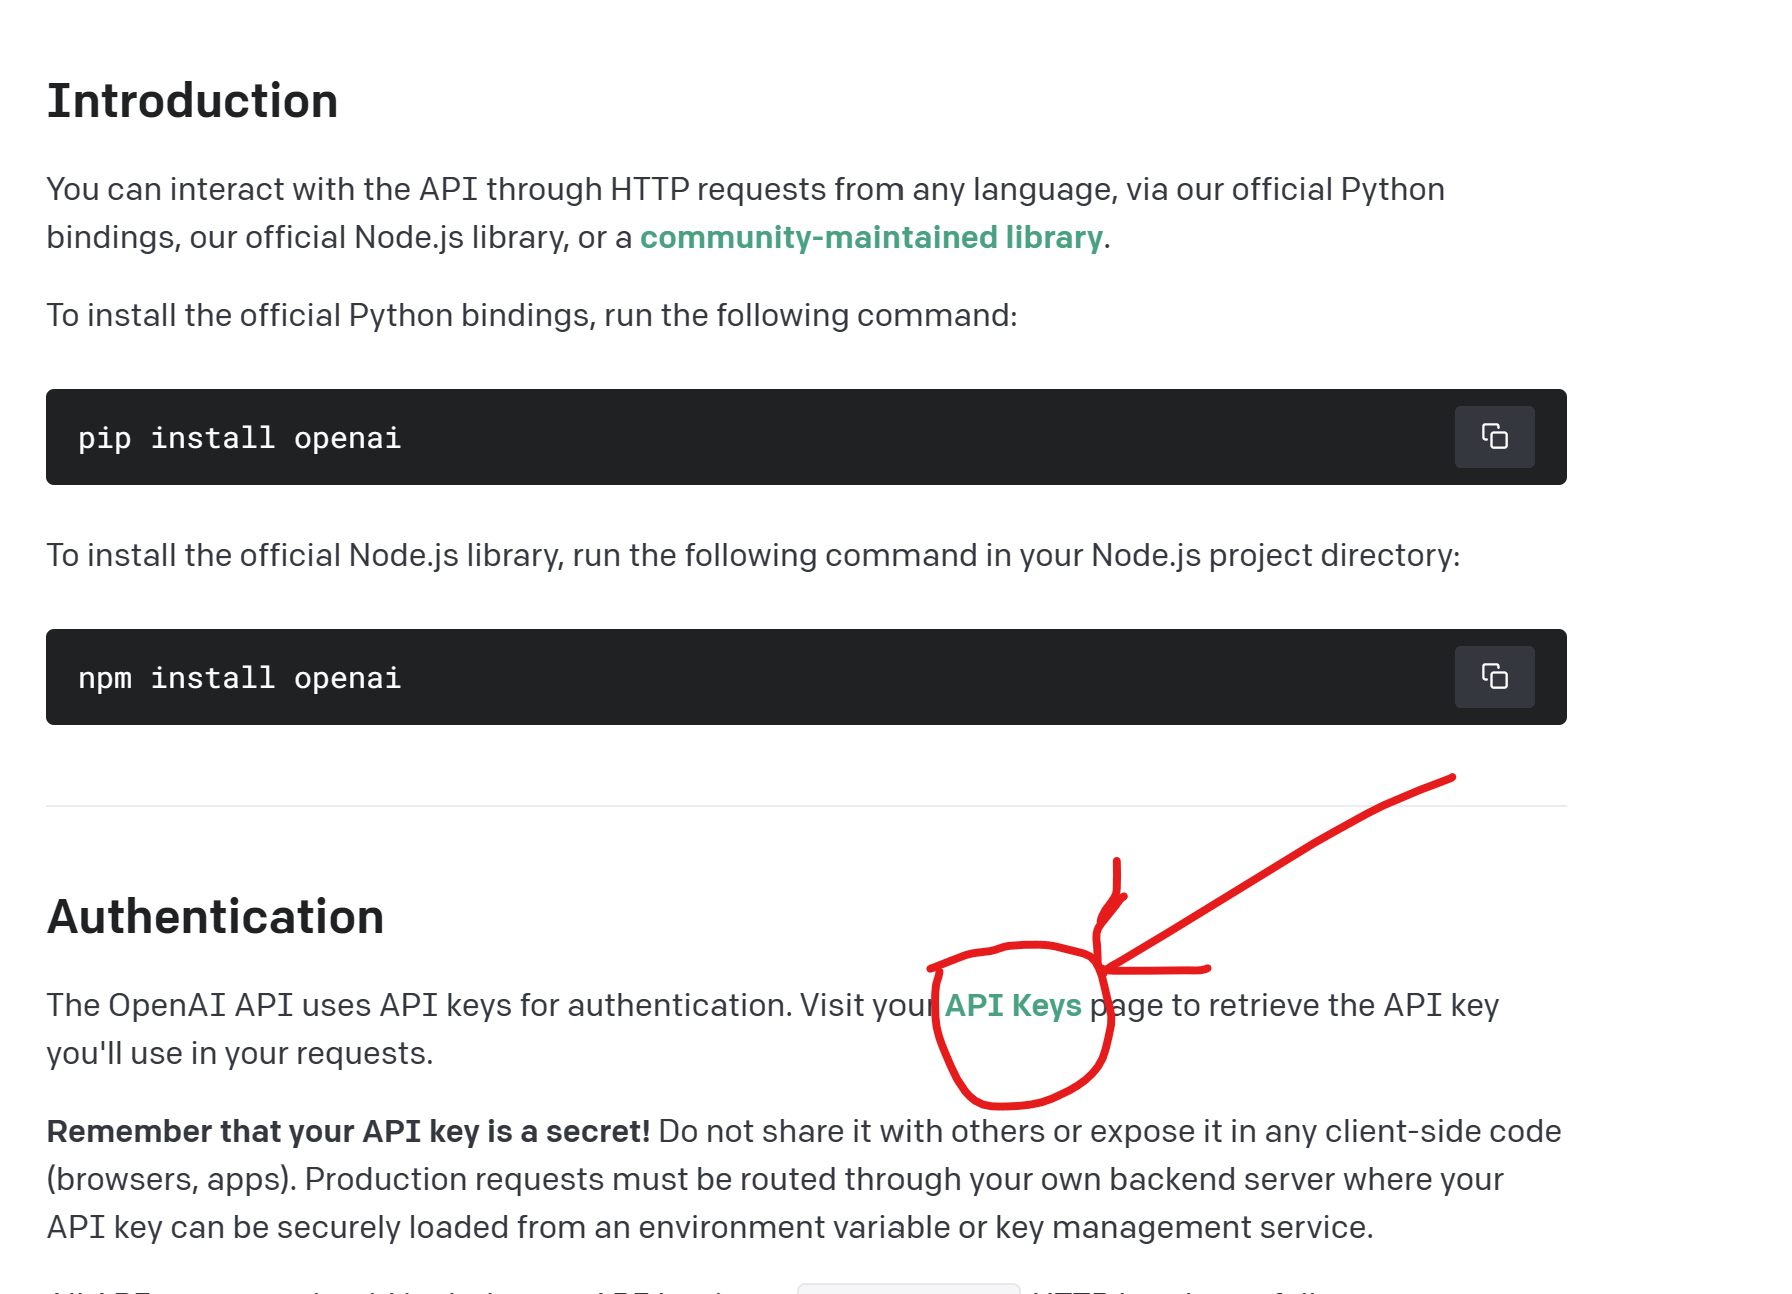 Introduction
You can interact with the API through HTTP requests from any language, via our official Python
bindings, our official Node.js library, or a community-maintained library.
To install the official Python bindings, run the following command:
pip install openai
To install the official Node.js library, run the following command in your Node.js project directory:
npm install openai
Authentication
The OpenAI API uses API keys for authentication. Visit your API Keys page to retrieve the API key
you'll use in your requests.
Remember that your API key is a secret! Do not share it with others or expose it in any client-side code
(browsers, apps). Production requests must be routed through your own backend server where your
API key can be securely loaded from an environment variable or key management service.